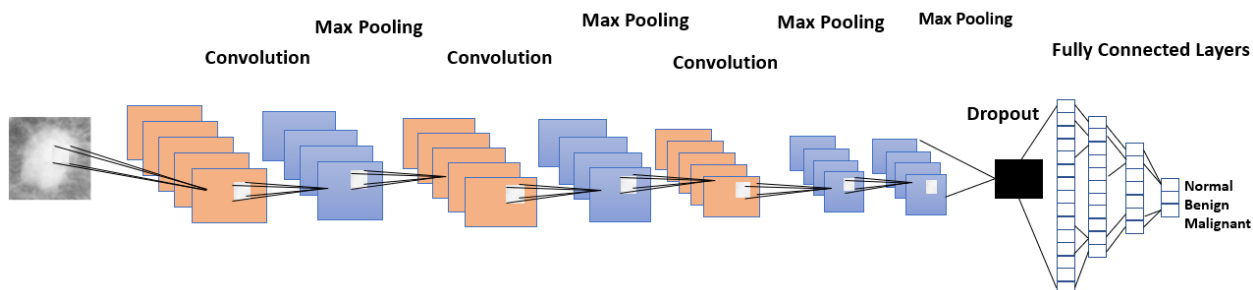 Max Pooling
Max Pooling
Max Pooling
Max Pooling
Convolution
Convolution
Convolution
Fully Connected Layers
Dropout
Normal
Benign
Malignant